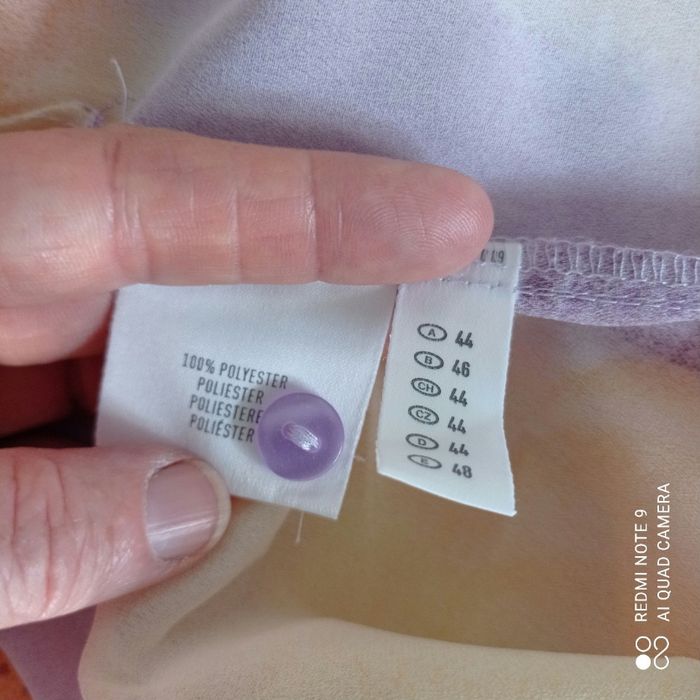 100% POLYESTER
POLIESTER
POLIESTERE
POLIÉSTER
A 44
B 46
CH 44
CZ 44
D 44
E 48
REDMI NOTE 9
AI QUAD CAMERA